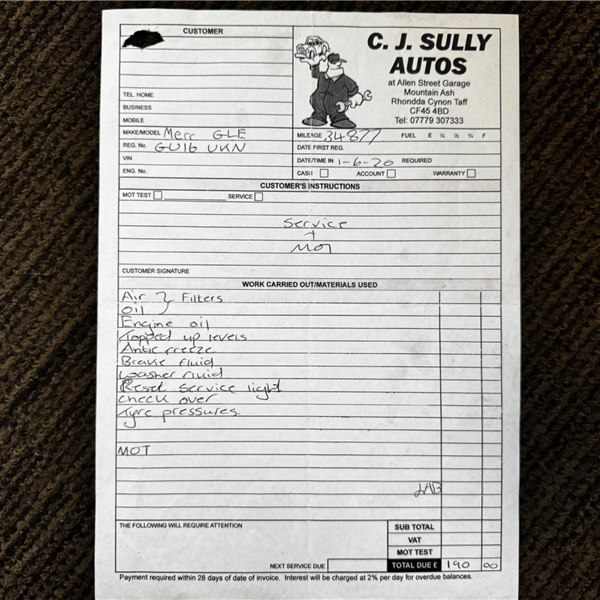 CUSTOMER
C. J. SULLY
AUTOS
at Allen Street Garage
Mountain Ash
Rhondda Cynon Taff
CF45 4BD
Tel: 07779 307333
TEL HOME
BUSINESS
MOBILE
MAKE/MODEL Merc GLE
MILEAGE 34877 FUEL E ¼ ½ ¾ F
REG. No. GU16 UKN
DATE FIRST REG.
VIN
DATE/TIME IN 1-6-20 REQUIRED
ENG. No.
CASH ACCOUNT WARRANTY
CUSTOMER'S INSTRUCTIONS
MOT TEST SERVICE
Service
+
MOT
CUSTOMER SIGNATURE
WORK CARRIED OUT/MATERIALS USED
Air } Filters
Oil
Engine oil
Topped up levels
Antic freeze
Brake fluid
Washer fluid
Reset service light
Check over
Tyre pressures.
MOT
LAB
THE FOLLOWING WILL REQUIRE ATTENTION
SUB TOTAL
VAT
MOT TEST
NEXT SERVICE DUE
TOTAL DUE £ 190 00
Payment required within 28 days of date of invoice. Interest will be charged at 2% per day for overdue balances.